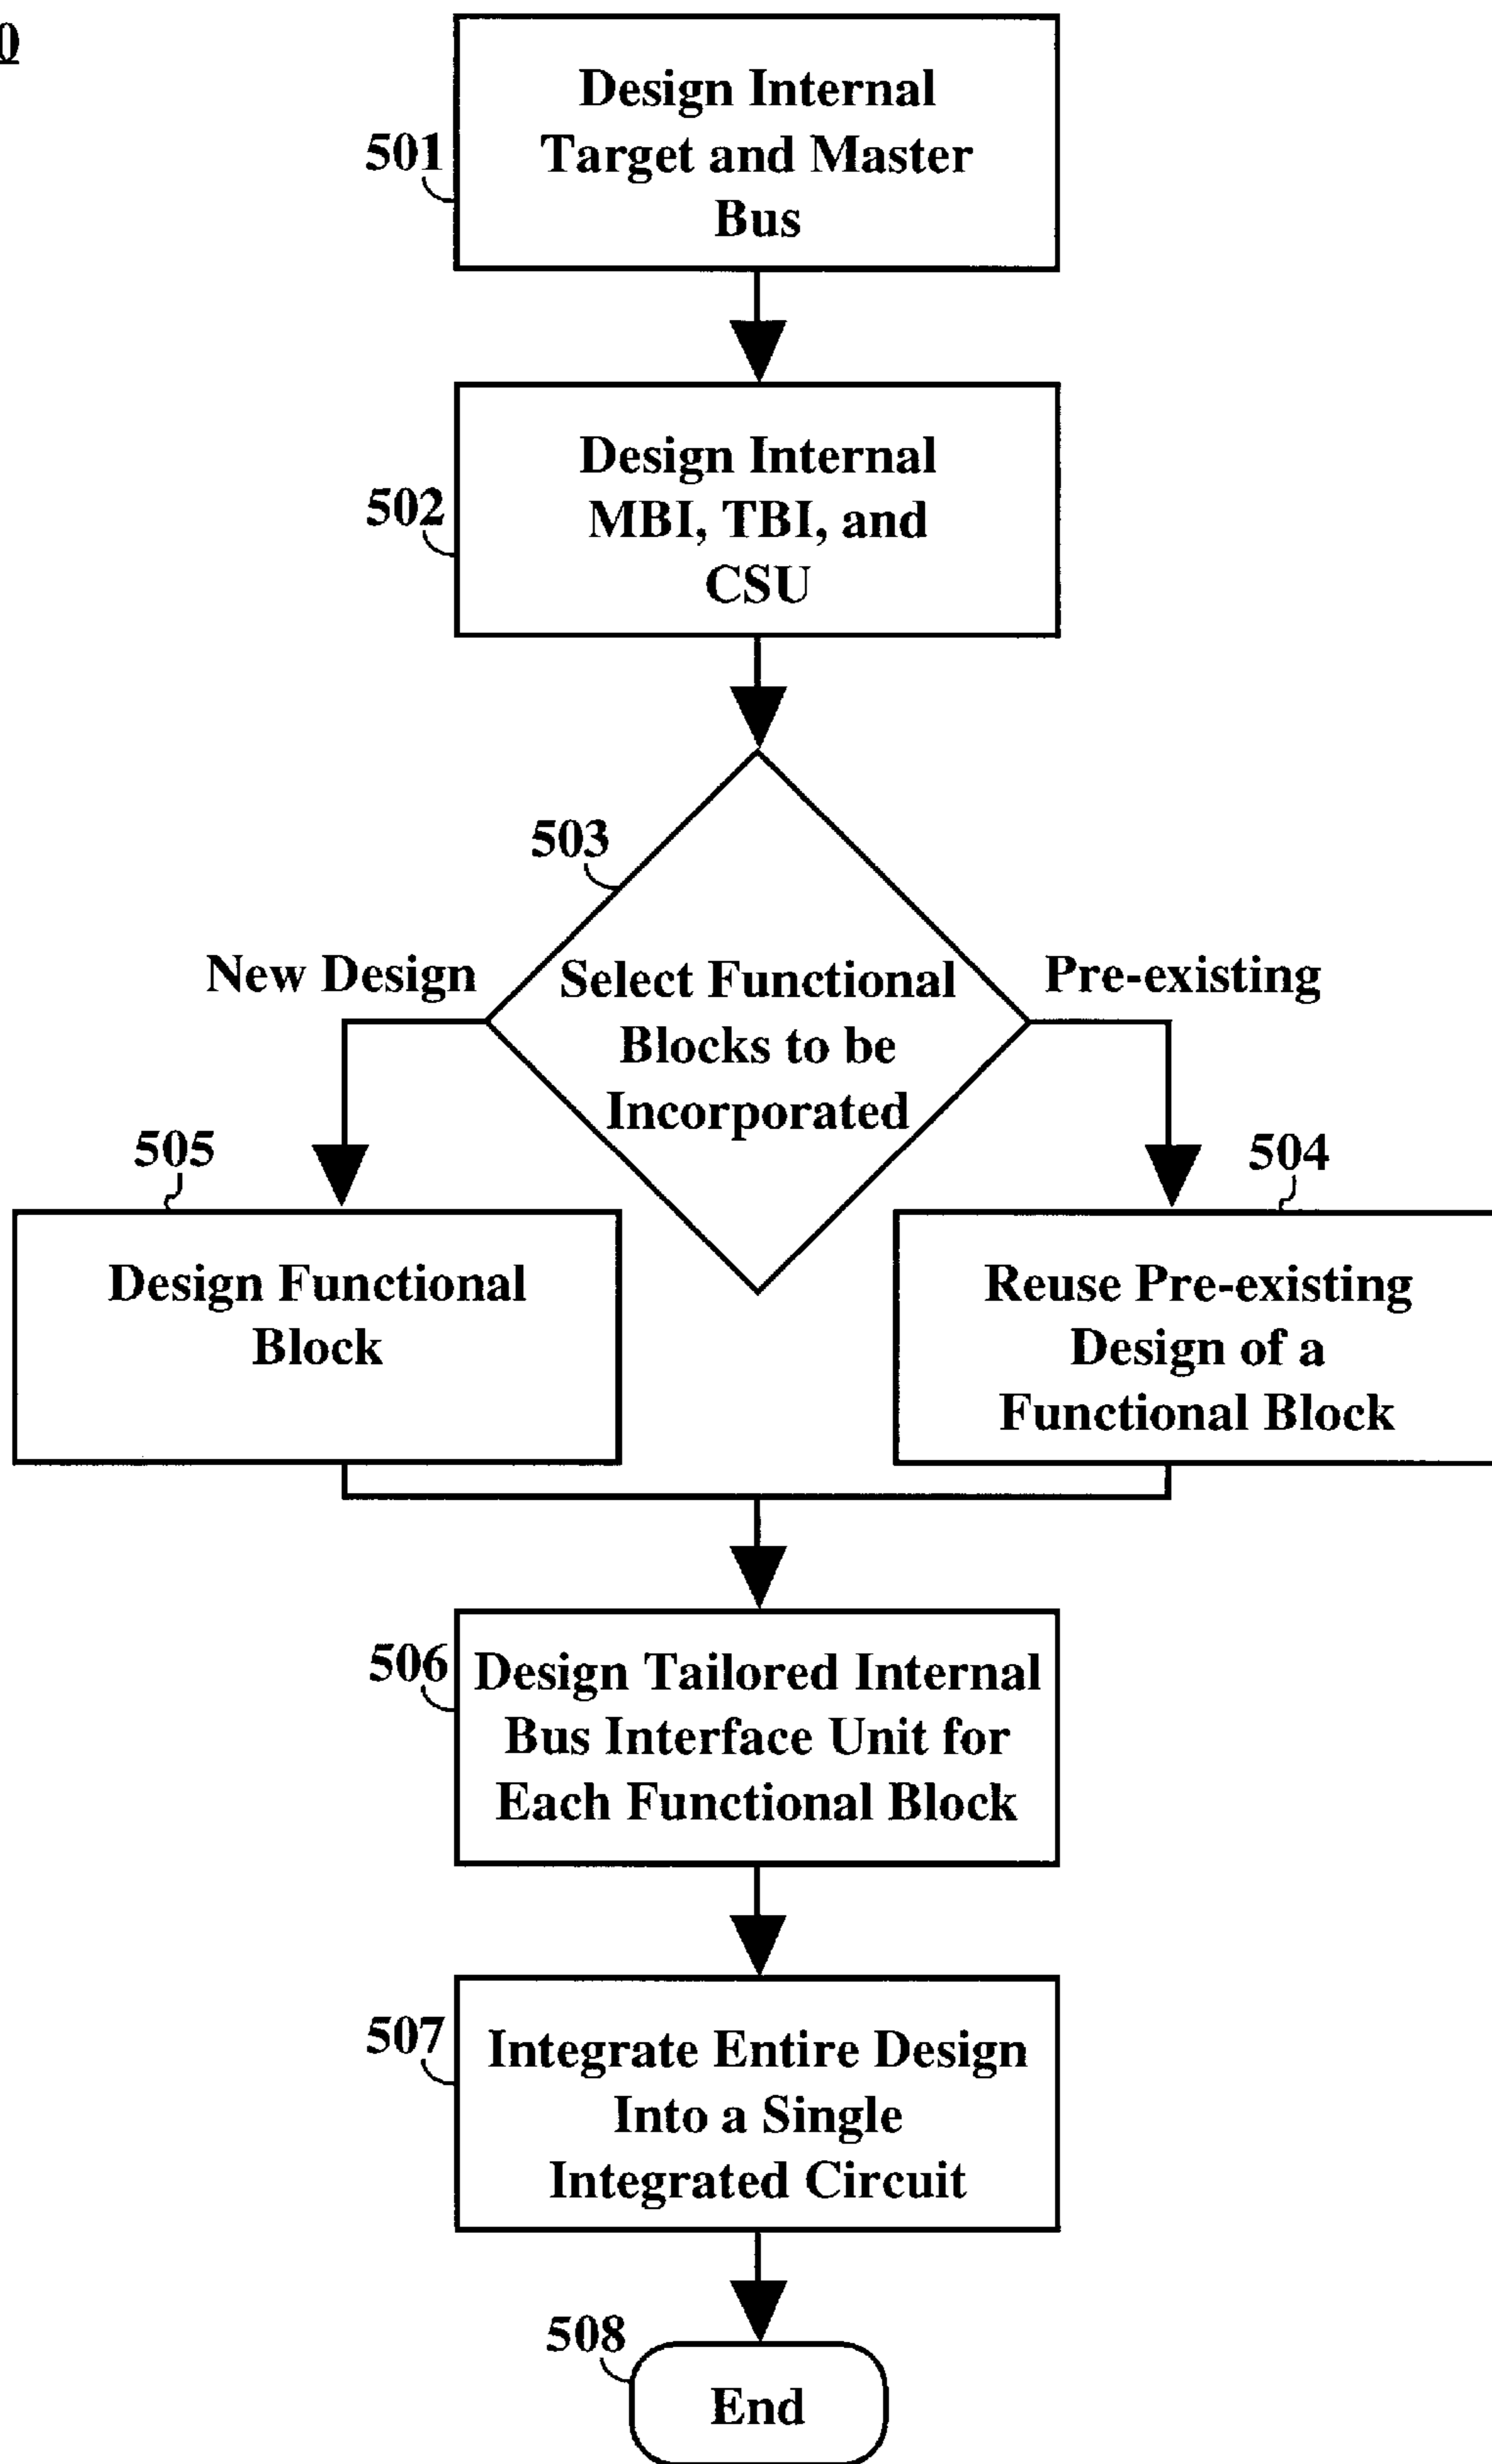 0
Design Internal
Target and Master
Bus
501
Design Internal
MBI, TBI, and
CSU
502
503
New Design
Select Functional
Blocks to be
Incorporated
Pre-existing
505
504
Design Functional
Block
Reuse Pre-existing
Design of a
Functional Block
506
Design Tailored Internal
Bus Interface Unit for
Each Functional Block
507
Integrate Entire Design
Into a Single
Integrated Circuit
508
End